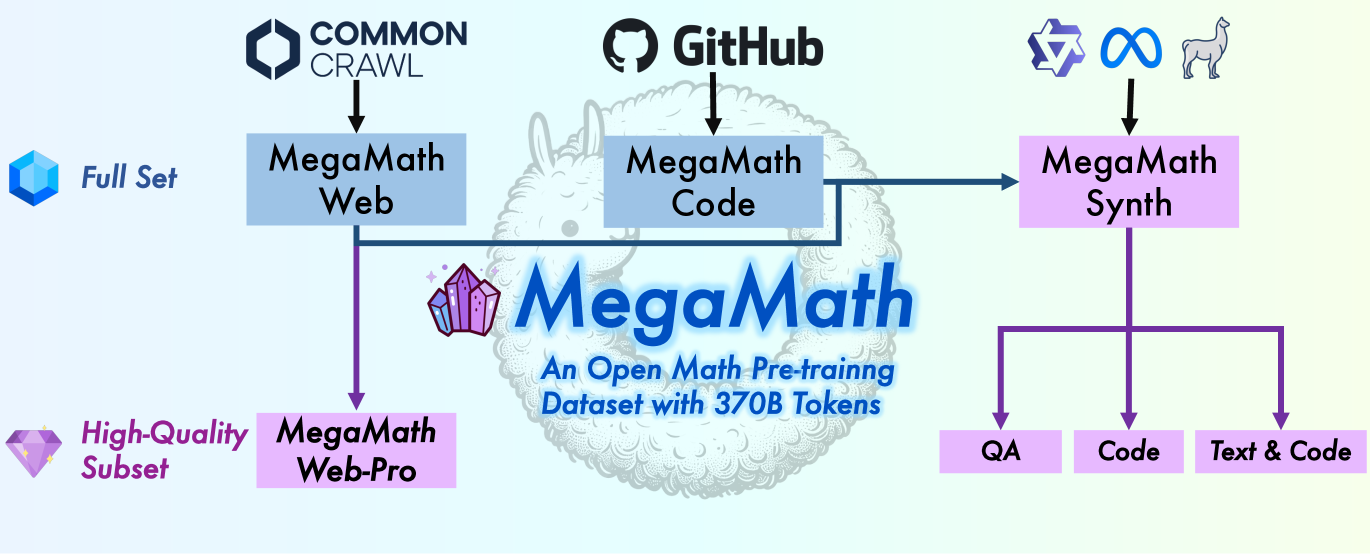 COMMON
CRAWL
GitHub
MegaMath
Web
MegaMath
Code
MegaMath
Synth
Full Set
MegaMath
An Open Math Pre-trainng
Dataset with 370B Tokens
High-Quality
Subset
MegaMath
Web-Pro
QA
Code
Text & Code